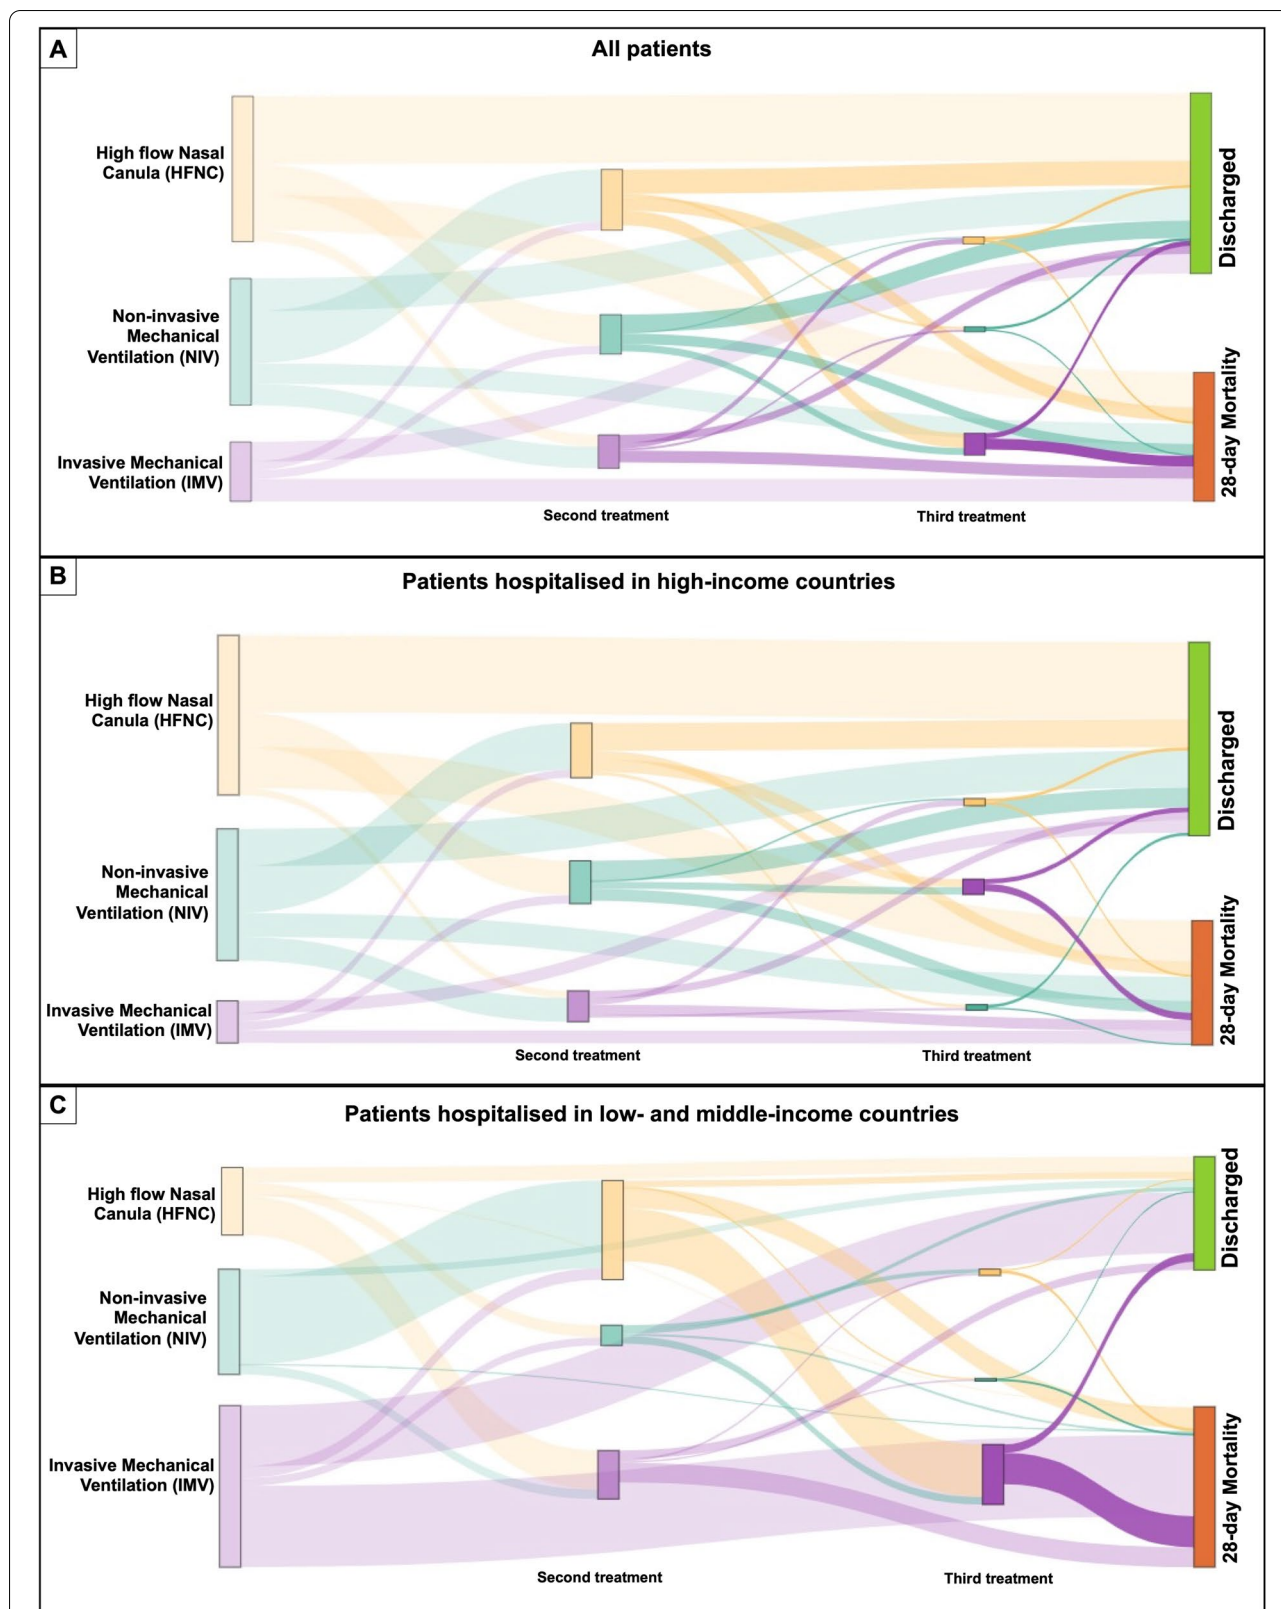 A
All patients
High flow Nasal
Canula (HFNC)
Non-invasive
Mechanical
Ventilation (NIV)
Invasive Mechanical
Ventilation (IMV)
Second treatment
Third treatment
Discharged
28-day Mortality
B
Patients hospitalised in high-income countries
High flow Nasal
Canula (HFNC)
Non-invasive
Mechanical
Ventilation (NIV)
Invasive Mechanical
Ventilation (IMV)
Second treatment
Third treatment
Discharged
28-day Mortality
C
Patients hospitalised in low- and middle-income countries
High flow Nasal
Canula (HFNC)
Non-invasive
Mechanical
Ventilation (NIV)
Invasive Mechanical
Ventilation (IMV)
Second treatment
Third treatment
Discharged
28-day Mortality